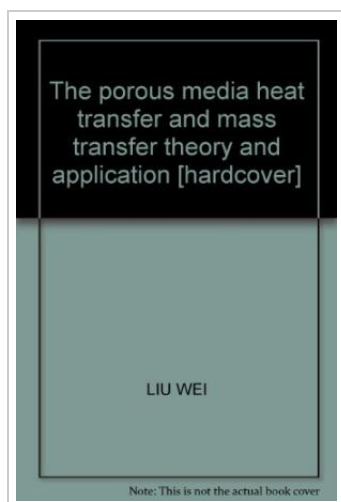 The porous media heat
transfer and mass
transfer theory and
application [hardcover]
LIU WEI
Note: This is not the actual book cover